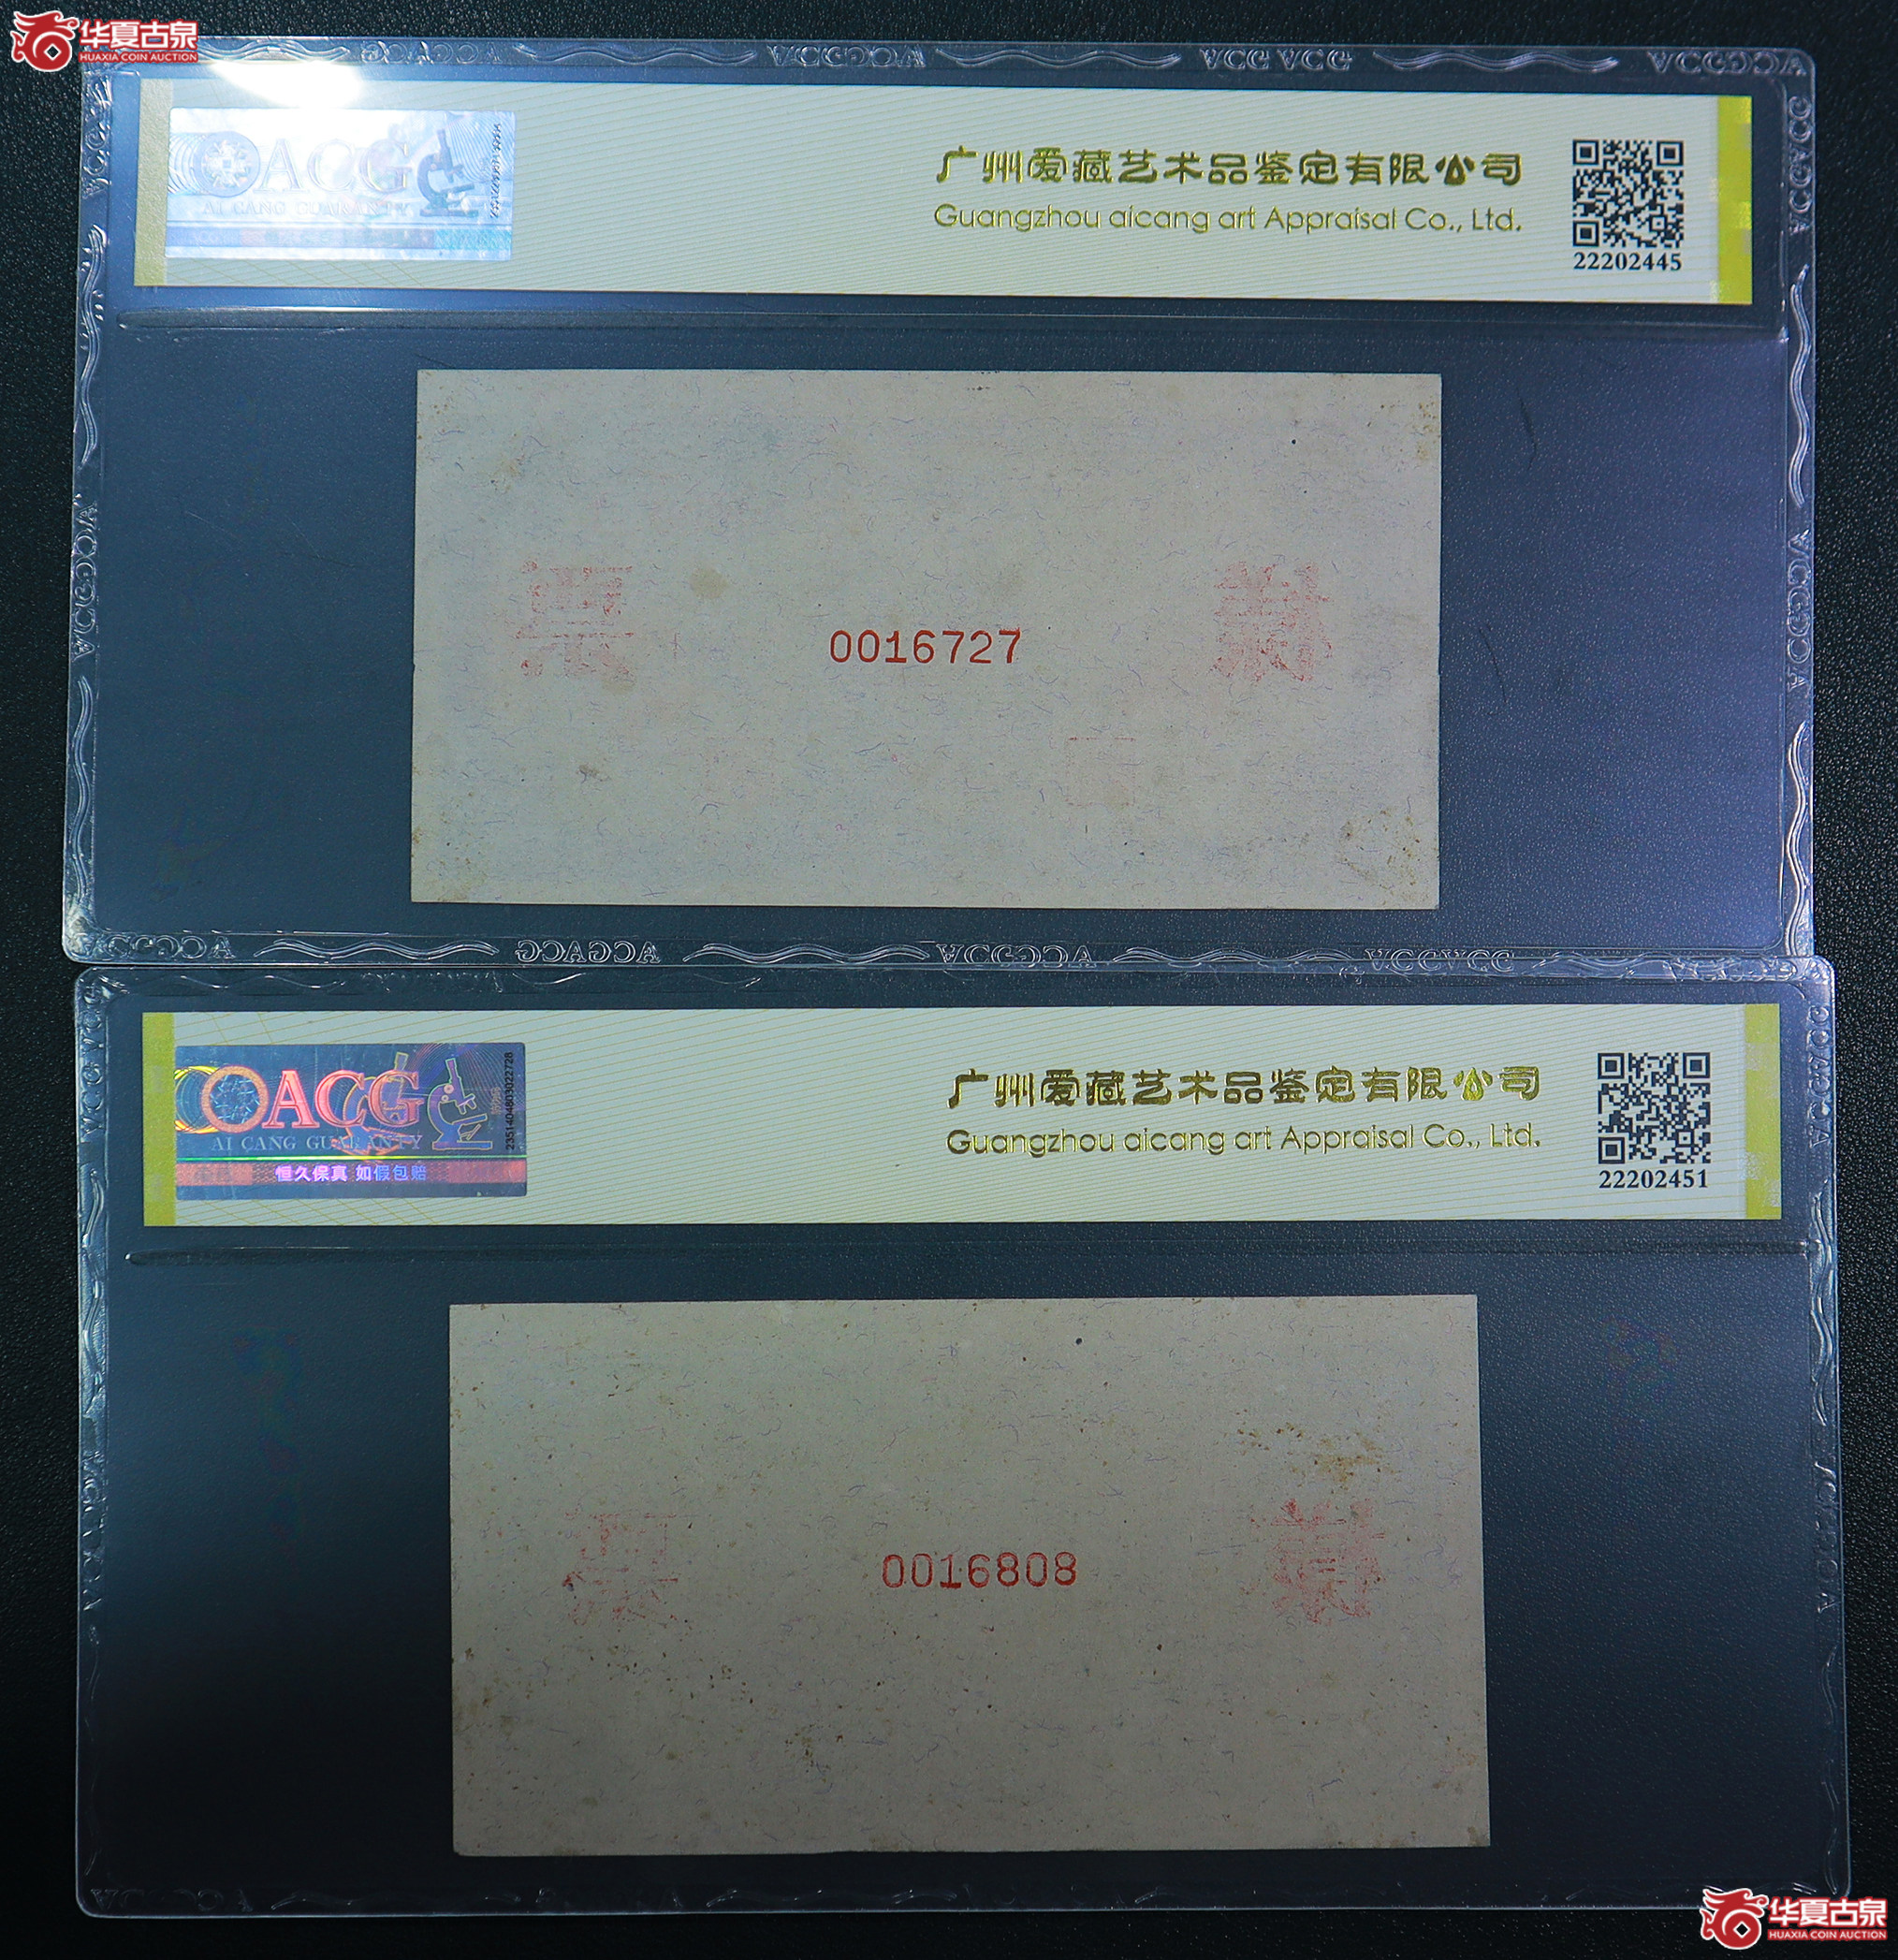 华夏古泉
HUAXIA COIN AUCTION
ACG
AI CANG GUARANTY
广州爱藏艺术品鉴定有限公司
Guangzhou aicang art Appraisal Co., Ltd.
22202445
0016727
ACG
AI CANG GUARANTY
恒久保真 如假包赔
广州爱藏艺术品鉴定有限公司
Guangzhou aicang art Appraisal Co., Ltd.
22202451
0016808
华夏古泉
HUAXIA COIN AUCTION